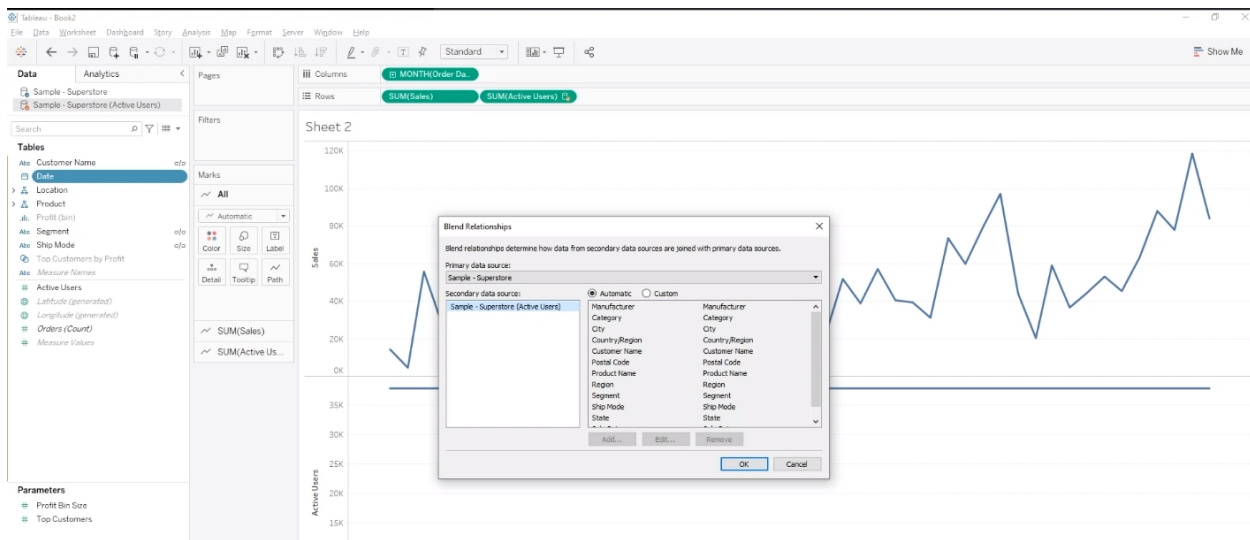 Tableau - Book2
File Data Worksheet Dashboard Story Analysis Map Format Server Window Help
Standard
Show Me
Data Analytics
Sample - Superstore
Sample - Superstore (Active Users)
Search
Tables
Abc Customer Name
Date
Location
Product
Profit (bin)
Abc Segment
Abc Ship Mode
Top Customers by Profit
Abc Measure Names
# Active Users
Latitude (generated)
Longitude (generated)
# Orders (Count)
# Measure Values
Parameters
# Profit Bin Size
# Top Customers
Pages
Filters
Marks
All
Automatic
Color Size Label
Detail Tooltip Path
SUM(Sales)
SUM(Active Us...
Columns MONTH(Order Da..
Rows SUM(Sales) SUM(Active Users)
Sheet 2
120K
100K
80K
60K
40K
20K
0K
Sales
35K
30K
25K
20K
15K
Active Users
Blend Relationships
Blend relationships determine how data from secondary data sources are joined with primary data sources.
Primary data source:
Sample - Superstore
Secondary data source: Automatic Custom
Sample - Superstore (Active Users)
Manufacturer Manufacturer
Category Category
City City
Country/Region Country/Region
Customer Name Customer Name
Postal Code Postal Code
Product Name Product Name
Region Region
Segment Segment
Ship Mode Ship Mode
State State
Add... Edit... Remove
OK Cancel